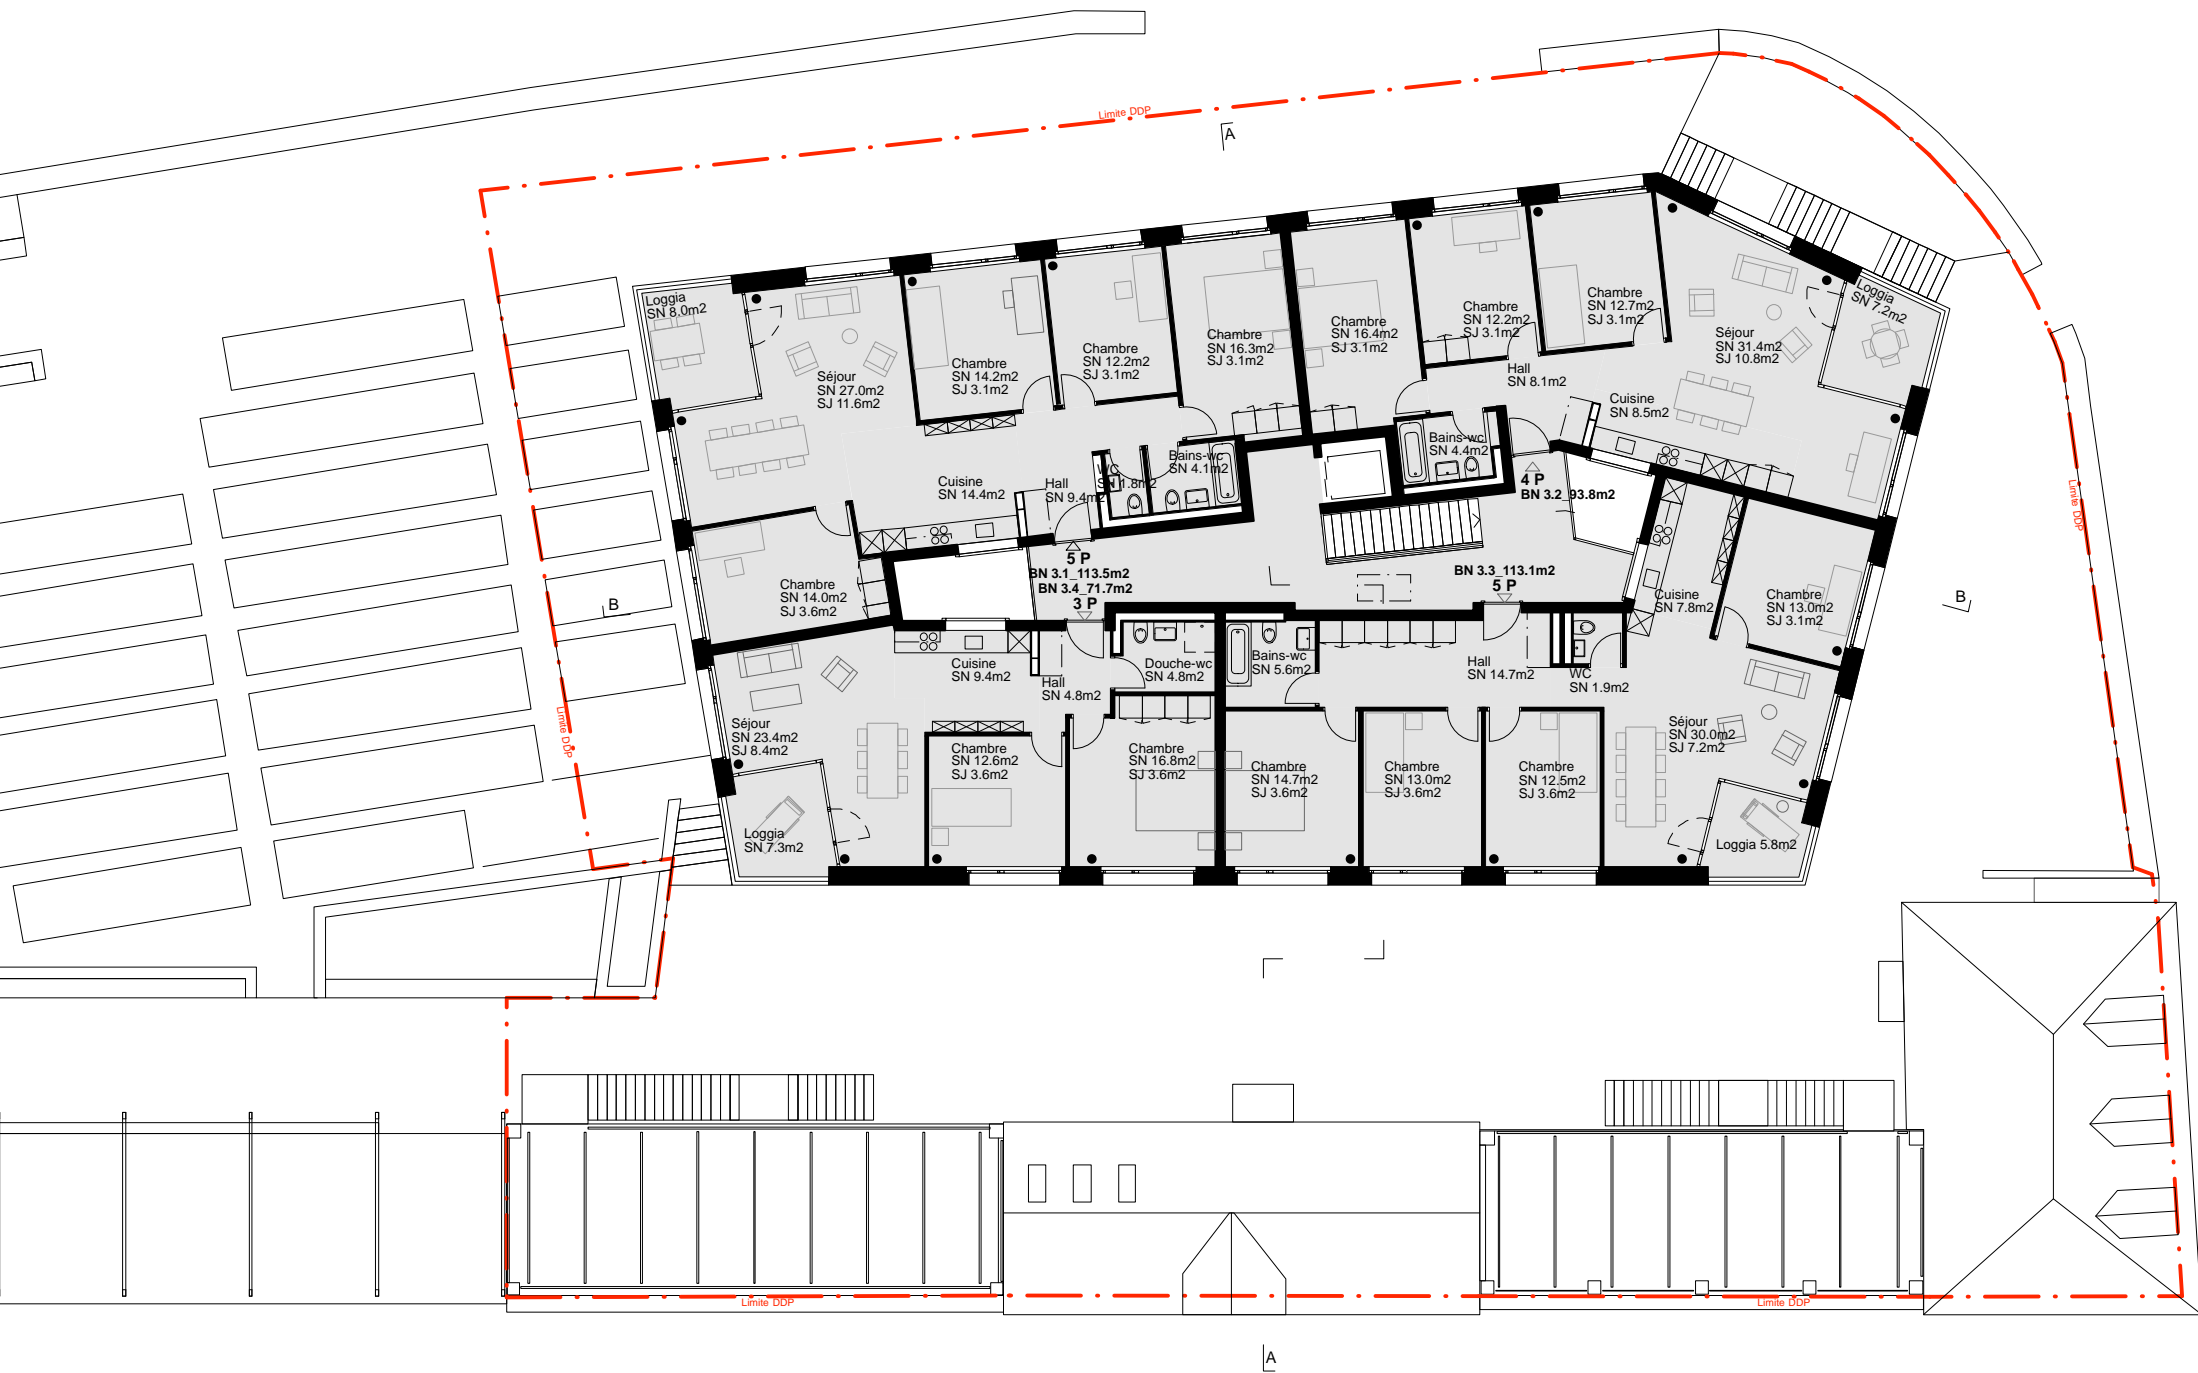 Limite DDP
A
Loggia
SN 8.0m2
Séjour
SN 27.0m2
SJ 11.6m2
Chambre
SN 14.2m2
SJ 3.1m2
Chambre
SN 12.2m2
SJ 3.1m2
Chambre
SN 16.3m2
SJ 3.1m2
Chambre
SN 16.4m2
SJ 3.1m2
Chambre
SN 12.2m2
SJ 3.1m2
Chambre
SN 12.7m2
SJ 3.1m2
Séjour
SN 31.4m2
SJ 10.8m2
Loggia
SN 7.2m2
Hall
SN 8.1m2
Cuisine
SN 8.5m2
Bains-wc
SN 4.4m2
Bains-wc
SN 4.1m2
WC
SN 1.8m2
Hall
SN 9.4m2
Cuisine
SN 14.4m2
4 P
BN 3.2_93.8m2
Limite DDP
5 P
BN 3.1_113.5m2
BN 3.4_71.7m2
3 P
BN 3.3_113.1m2
5 P
Chambre
SN 14.0m2
SJ 3.6m2
B
Cuisine
SN 7.8m2
Chambre
SN 13.0m2
SJ 3.1m2
B
Cuisine
SN 9.4m2
Hall
SN 4.8m2
Douche-wc
SN 4.8m2
Bains-wc
SN 5.6m2
Hall
SN 14.7m2
WC
SN 1.9m2
Limite DDP
Séjour
SN 23.4m2
SJ 8.4m2
Chambre
SN 12.6m2
SJ 3.6m2
Chambre
SN 16.8m2
SJ 3.6m2
Chambre
SN 14.7m2
SJ 3.6m2
Chambre
SN 13.0m2
SJ 3.6m2
Chambre
SN 12.5m2
SJ 3.6m2
Séjour
SN 30.0m2
SJ 7.2m2
Loggia
SN 7.3m2
Loggia 5.8m2
Limite DDP
Limite DDP
A